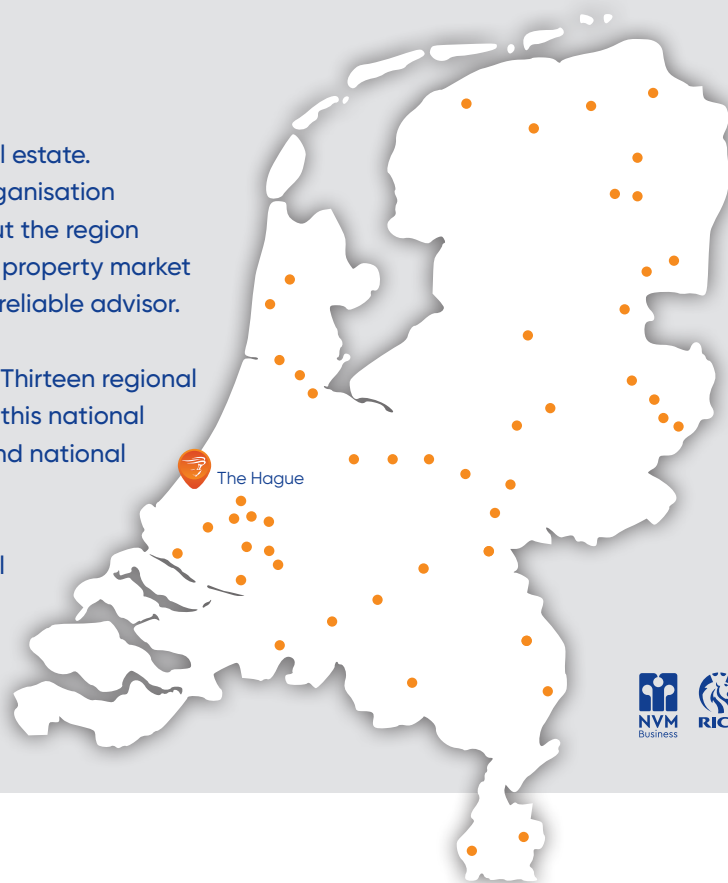 l estate.
ganisation
ut the region
property market
reliable advisor.
Thirteen regional
this national
nd national
The Hague
l
NVM
Business
RIC